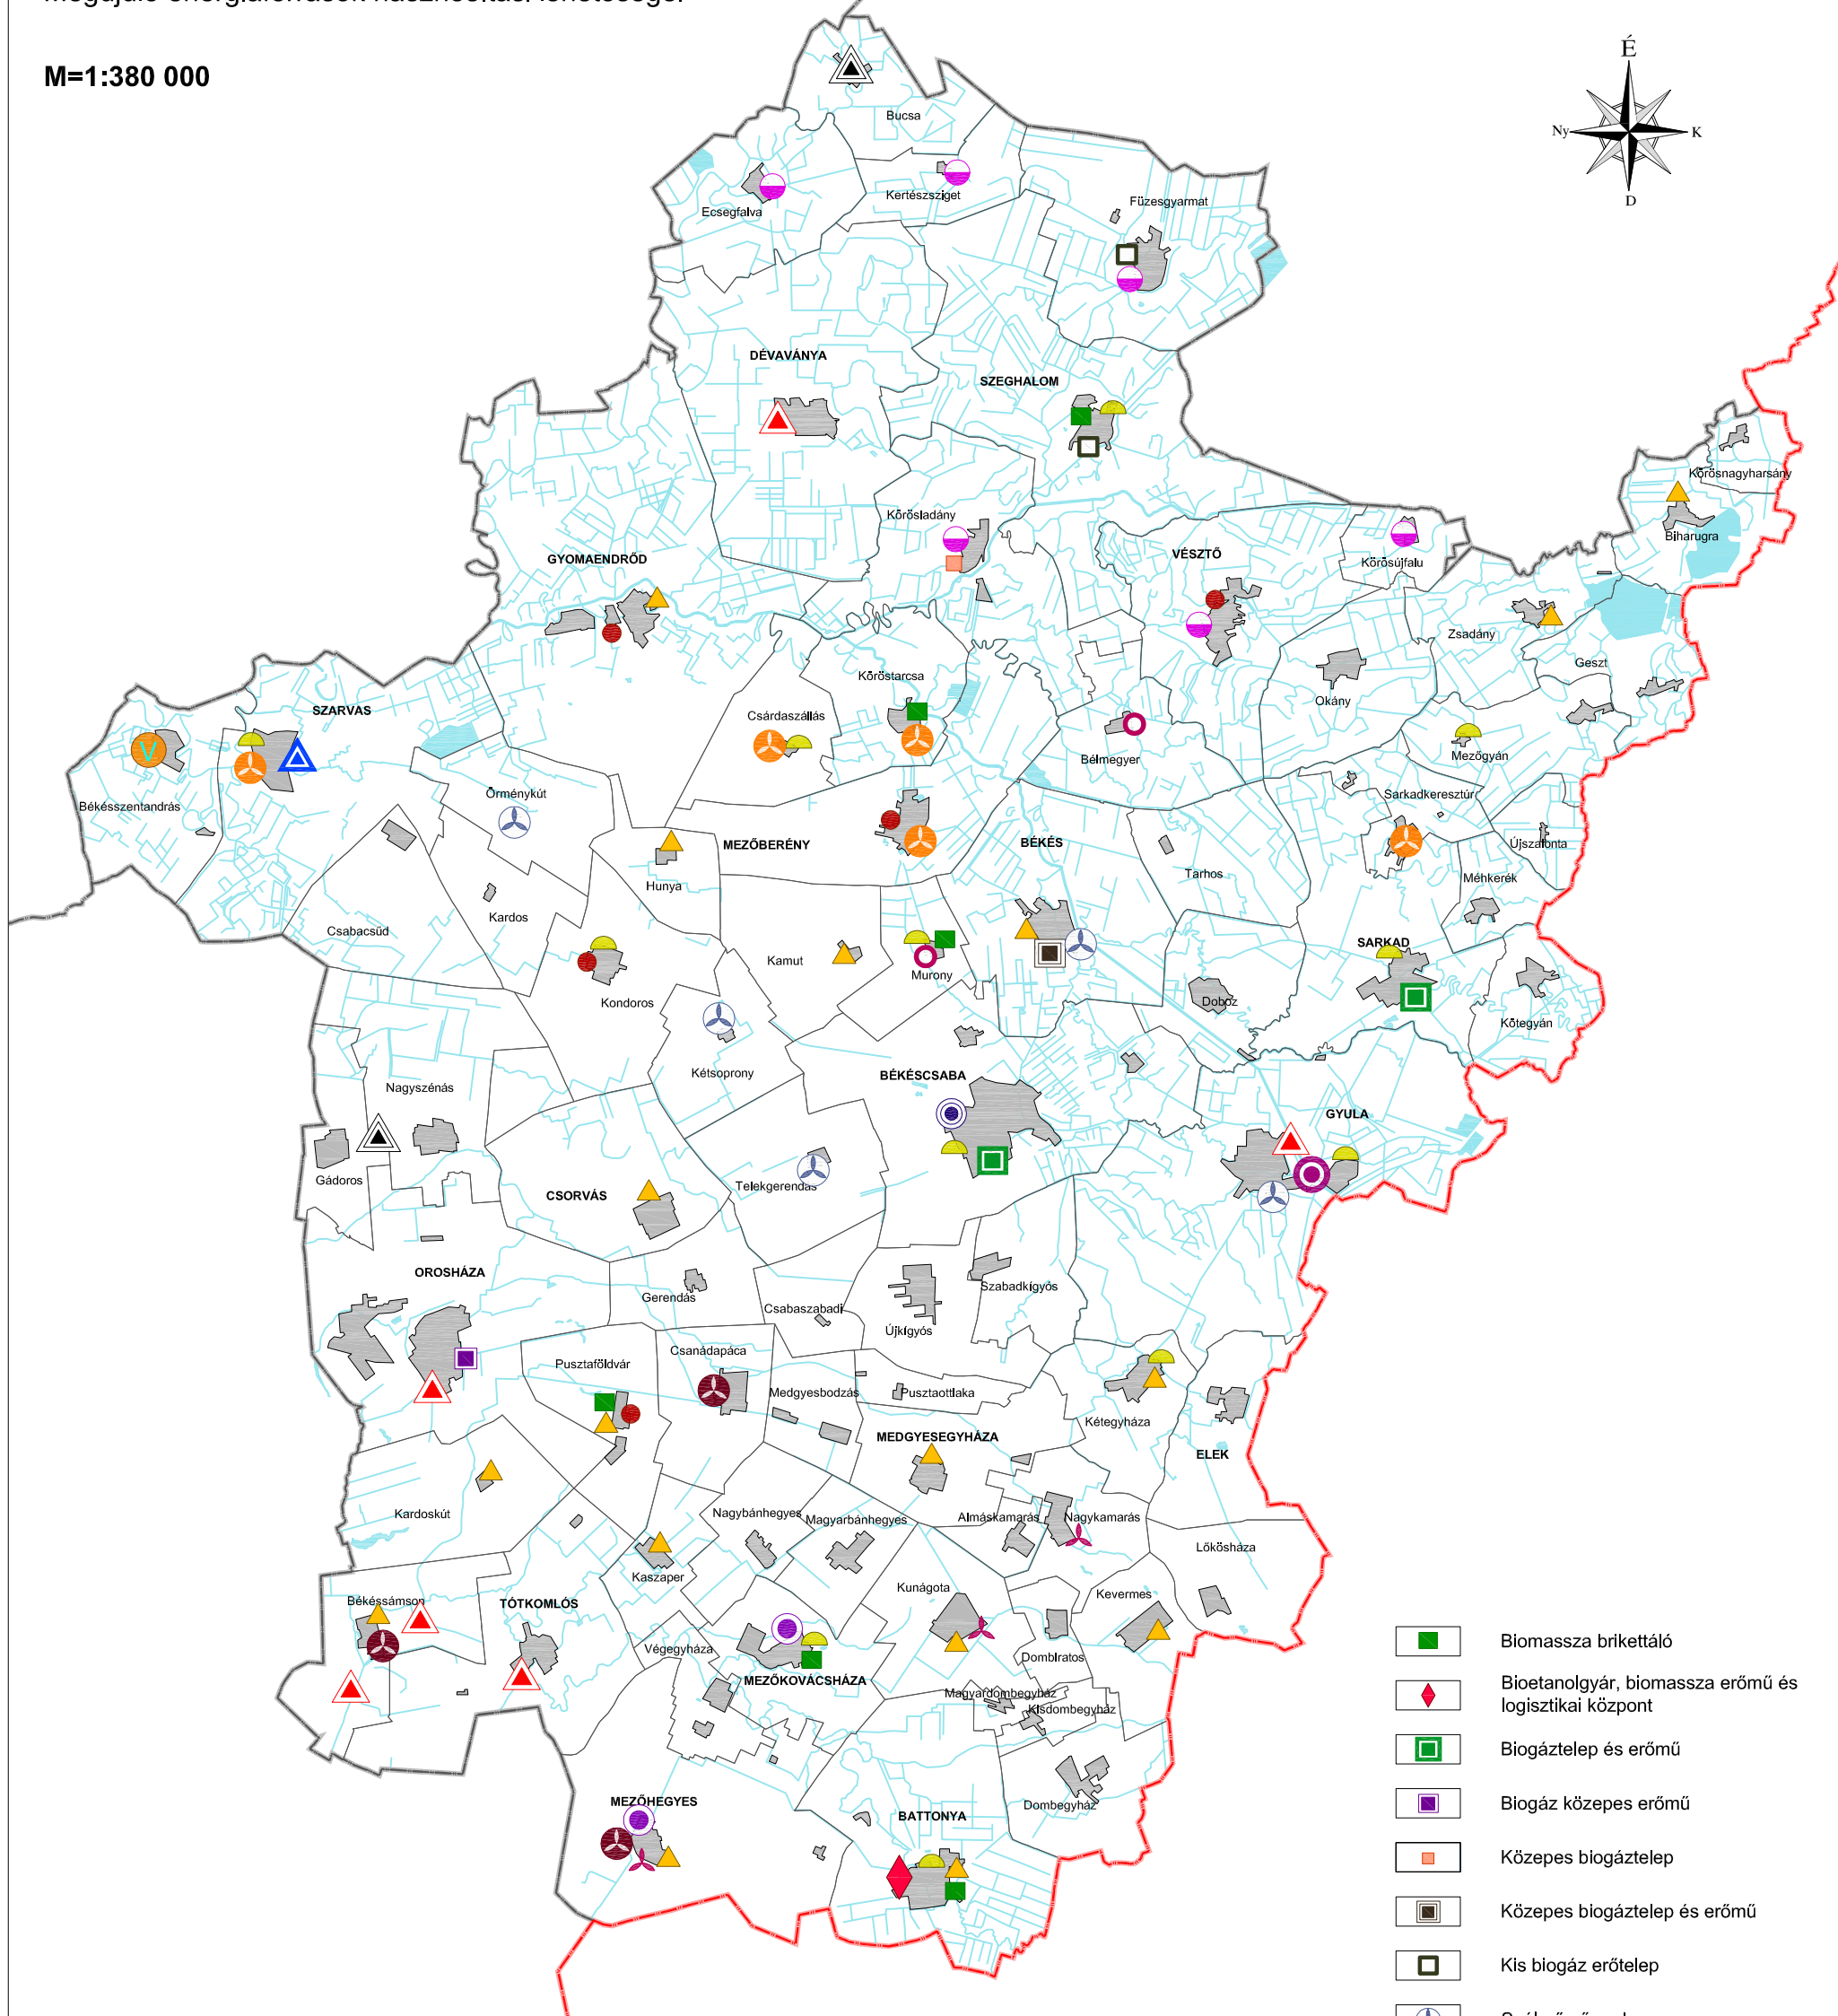 M=1:380 000
É
Ny
K
D
Bucsa
Kertészsziget
Ecsegfalva
Füzesgyarmat
DÉVAVÁNYA
SZEGHALOM
Körösnagyharsány
Biharugra
Körösladány
VÉSZTŐ
Körösújfalu
GYOMAENDRŐD
Zsadány
Geszt
Köröstarcsa
Okány
SZARVAS
Csárdaszállás
Bélmegyer
Mezőgyán
Békésszentandrás
Örménykút
Sarkadkeresztúr
MEZŐBERÉNY
BÉKÉS
Újszalonta
Tarhos
Méhkerék
Hunya
Kardos
Csabacsűd
SARKAD
Kamut
Murony
Kondoros
Doboz
Kötegyán
Kétsoprony
BÉKÉSCSABA
Nagyszénás
GYULA
Gádoros
CSORVÁS
Telekgerendás
OROSHÁZA
Gerendás
Csabaszabadi
Szabadkígyós
Újkígyós
Pusztaföldvár
Csanádapáca
Medgyesbodzás
Pusztaottlaka
Kétegyháza
MEDGYESEGYHÁZA
ELEK
Kardoskút
Nagybánhegyes
Magyarbánhegyes
Almáskamarás
Nagykamarás
Lőkösháza
Kaszaper
Kunágota
Kevermes
Békéssámson
TÓTKOMLÓS
Végegyháza
Dombiratos
MEZŐKOVÁCSHÁZA
Magyardombegyház
Kisdombegyház
MEZŐHEGYES
Dombegyház
BATTONYA
Biomassza brikettáló
Bioetanolgyár, biomassza erőmű és
logisztikai központ
Biogáztelep és erőmű
Biogáz közepes erőmű
Közepes biogáztelep
Közepes biogáztelep és erőmű
Kis biogáz erőtelep